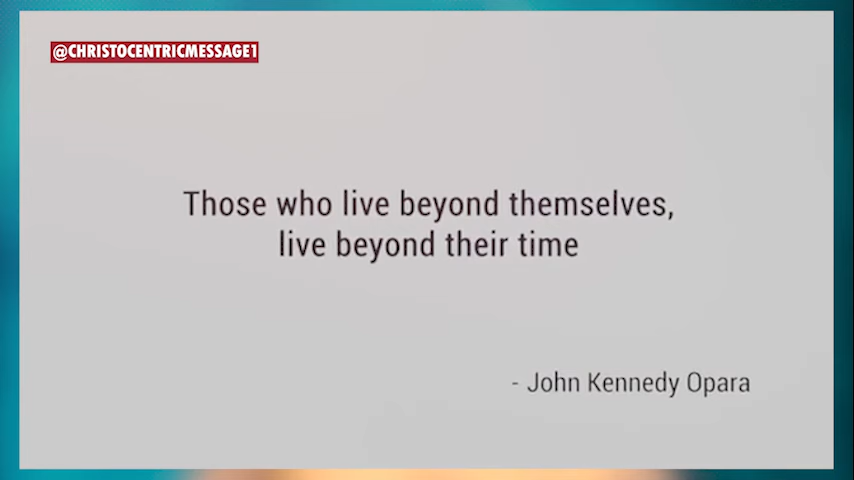 @CHRISTOCENTRICMESSAGE1
Those who live beyond themselves,
live beyond their time
- John Kennedy Opara